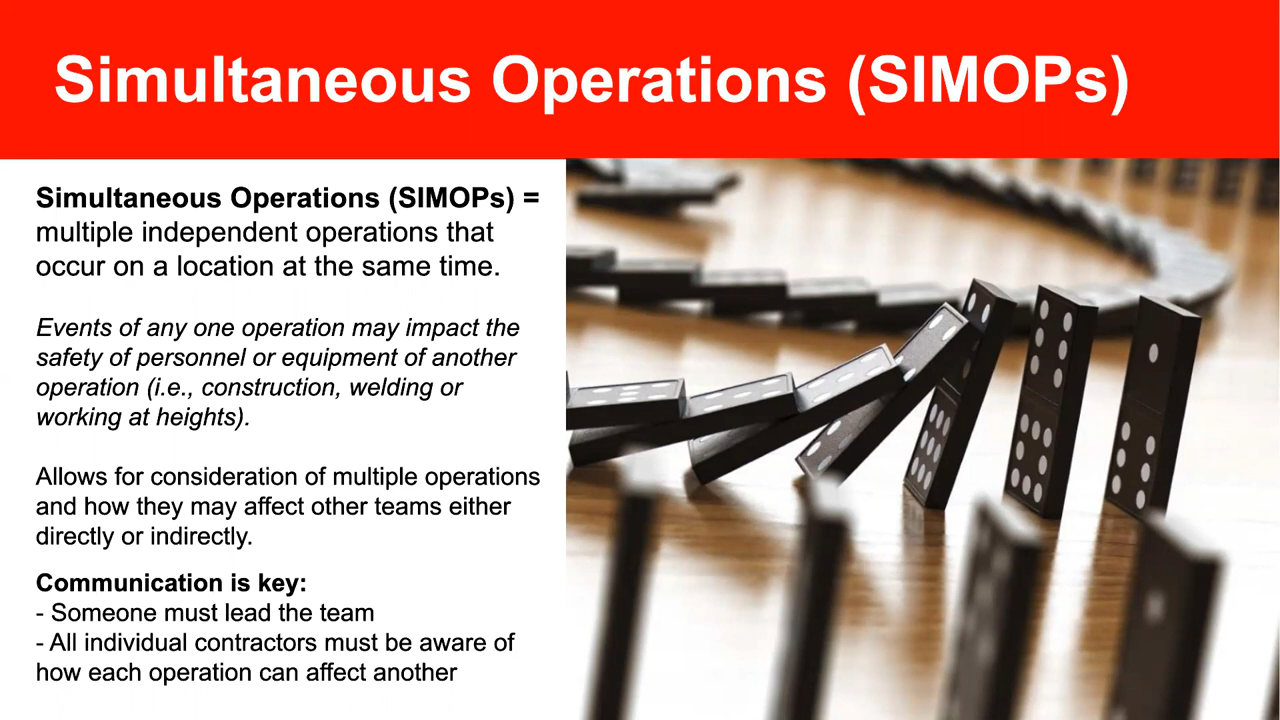 Simultaneous Operations (SIMOPs)
Simultaneous Operations (SIMOPs) =
multiple independent operations that
occur on a location at the same time.
Events of any one operation may impact the
safety of personnel or equipment of another
operation (i.e., construction, welding or
working at heights).
Allows for consideration of multiple operations
and how they may affect other teams either
directly or indirectly.
Communication is key:
- Someone must lead the team
- All individual contractors must be aware of
how each operation can affect another